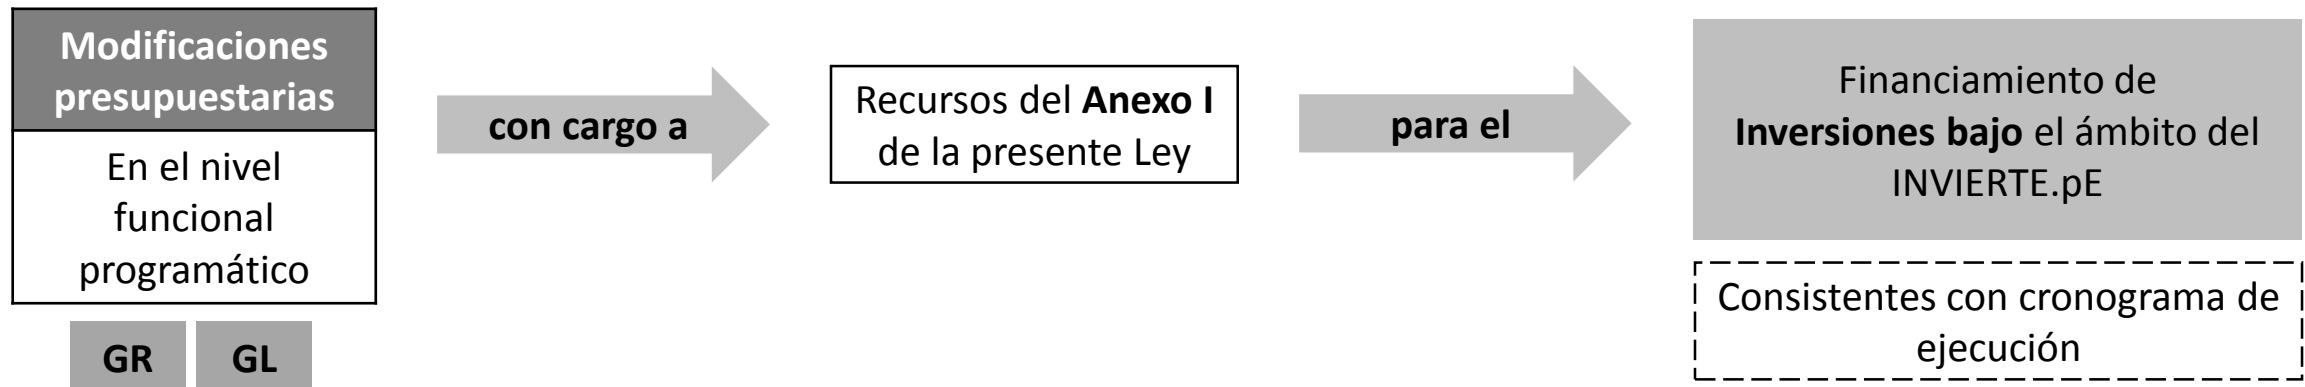 Modificaciones
presupuestarias
En el nivel
funcional
programático
GR GL
con cargo a
Recursos del Anexo I
de la presente Ley
para el
Financiamiento de
Inversiones bajo el ámbito del
INVIERTE.pE
Consistentes con cronograma de
ejecución